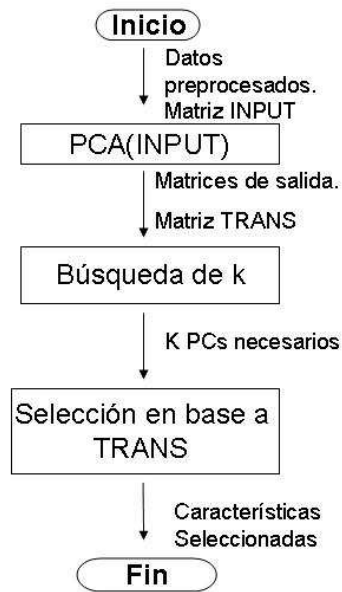 Inicio
Datos
preprocesados.
Matriz INPUT
PCA(INPUT)
Matrices de salida.
Matriz TRANS
Búsqueda de k
K PCs necesarios
Selección en base a
TRANS
Características
Seleccionadas
Fin